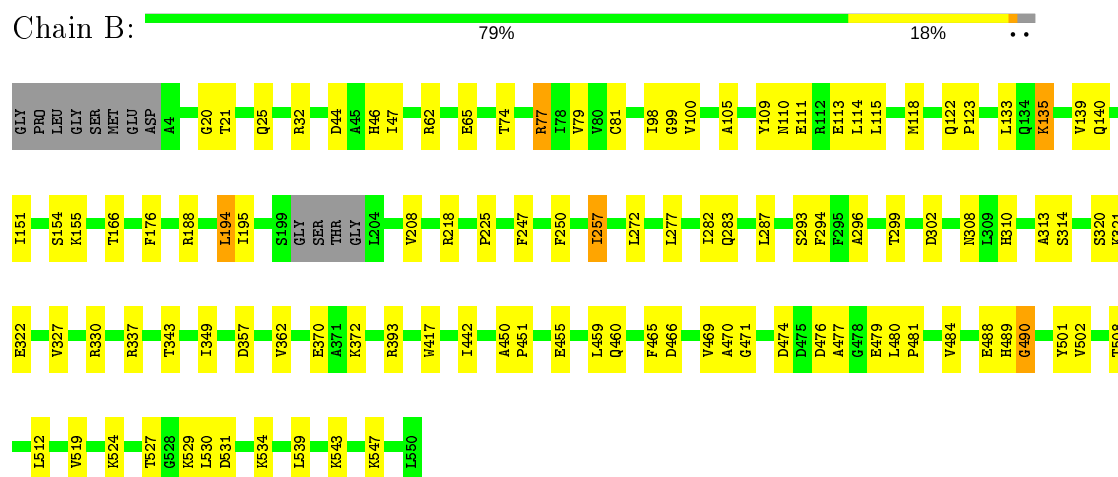 Chain B:
79% 18% • •
GLY PRO LEU GLY SER MET GLU ASP A4 G20 T21 Q25 R32 D44 A45 H46 I47 R62 E65 T74 R77 I78 V79 V80 C81 I98 G99 V100 A105 Y109 N110 E111 R112 E113 L114 L115 M118 Q122 P123 L133 Q134 K135 V139 Q140
I151 S154 K155 T166 F176 R188 L194 I195 S199 GLY SER THR GLY L204 V208 R218 P225 F247 F250 I257 L272 L277 I282 Q283 L287 S293 F294 F295 A296 T299 D302 N308 L309 H310 A313 S314 S320 K321
E322 V327 R330 R337 T343 I349 D357 V362 E370 A371 K372 R393 W417 I442 A450 P451 E455 L459 Q460 F465 D466 V469 A470 G471 D474 D475 D476 A477 G478 E479 L480 P481 V484 E488 H489 G490 Y501 V502 T508
L512 V519 K524 T527 G528 K529 L530 D531 K534 L539 K543 K547 L550